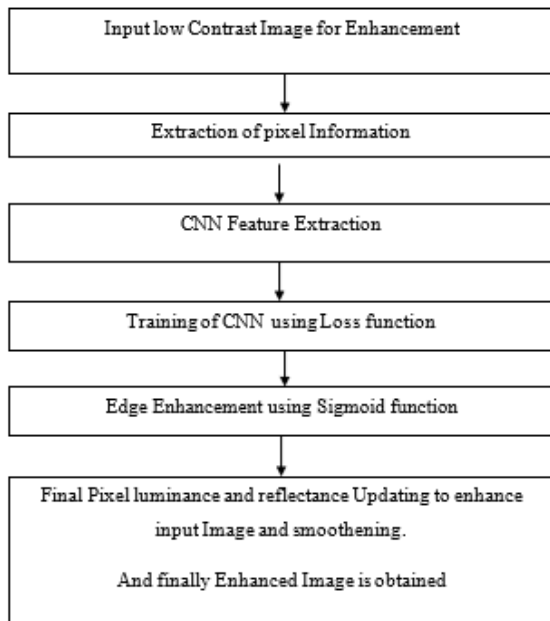 Input low Contrast Image for Enhancement
Extraction of pixel Information
CNN Feature Extraction
Training of CNN using Loss function
Edge Enhancement using Sigmoid function
Final Pixel luminance and reflectance Updating to enhance
input Image and smoothening.
And finally Enhanced Image is obtained